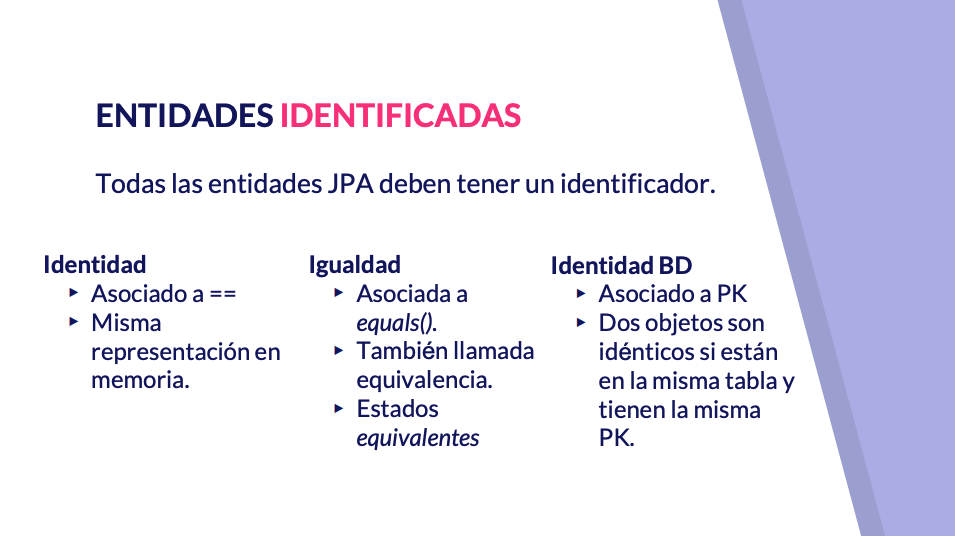 ENTIDADES IDENTIFICADAS
Todas las entidades JPA deben tener un identificador.
Identidad
▸ Asociado a ==
▸ Misma
representación en
memoria.
Igualdad
▸ Asociada a
equals().
▸ También llamada
equivalencia.
▸ Estados
equivalentes
Identidad BD
▸ Asociado a PK
▸ Dos objetos son
idénticos si están
en la misma tabla y
tienen la misma
PK.